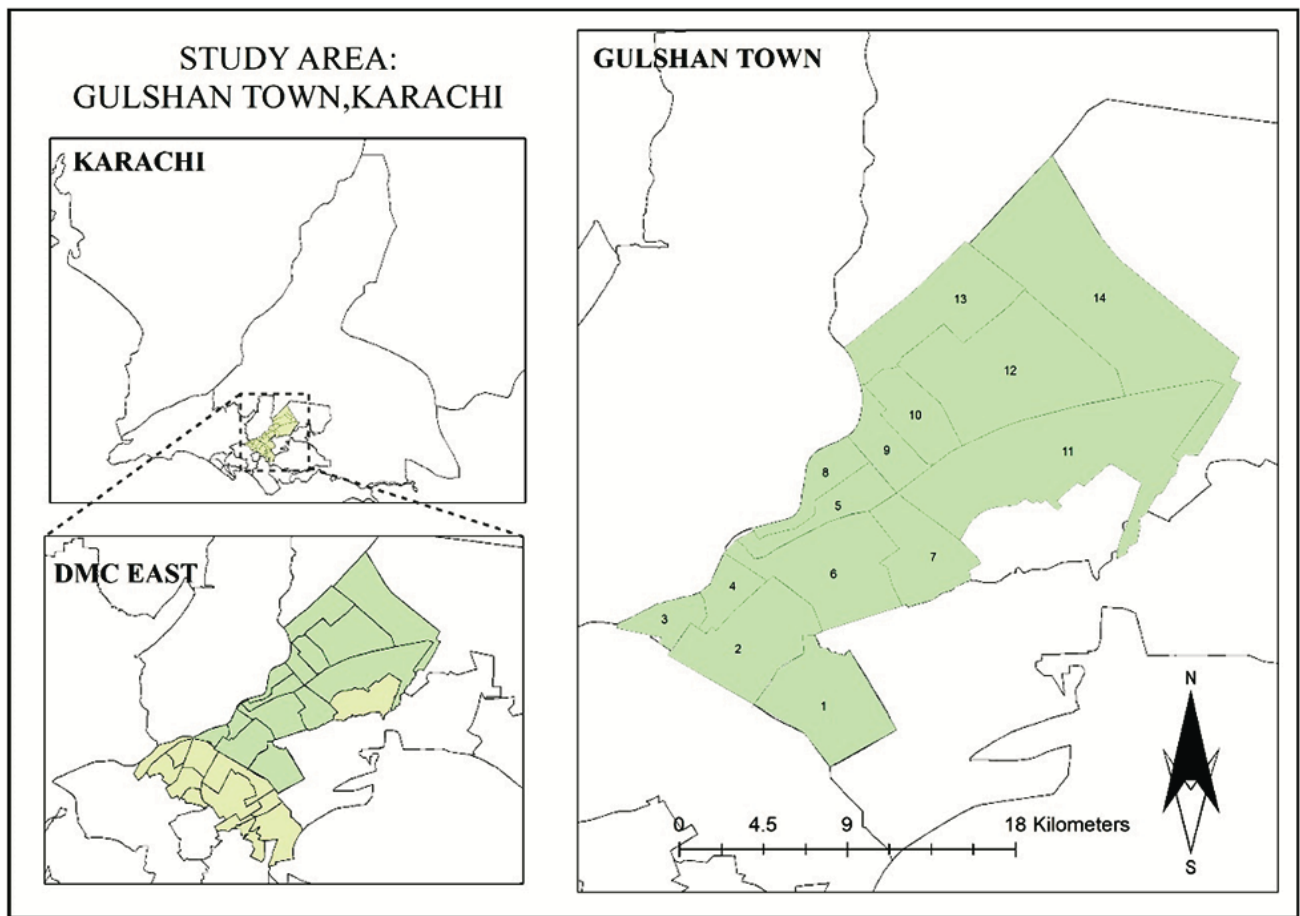 STUDY AREA:
GULSHAN TOWN,KARACHI
KARACHI
DMC EAST
GULSHAN TOWN
13
14
12
10
9
11
8
5
7
6
4
3
2
1
N
S
0 4.5 9 18 Kilometers